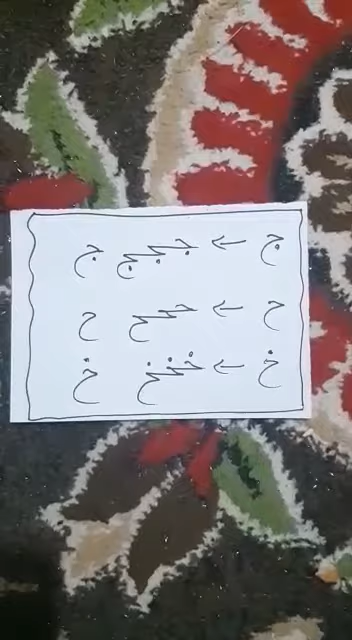 ج ← ججج ج
ح ← ححح ح
خ ← خخخ خ